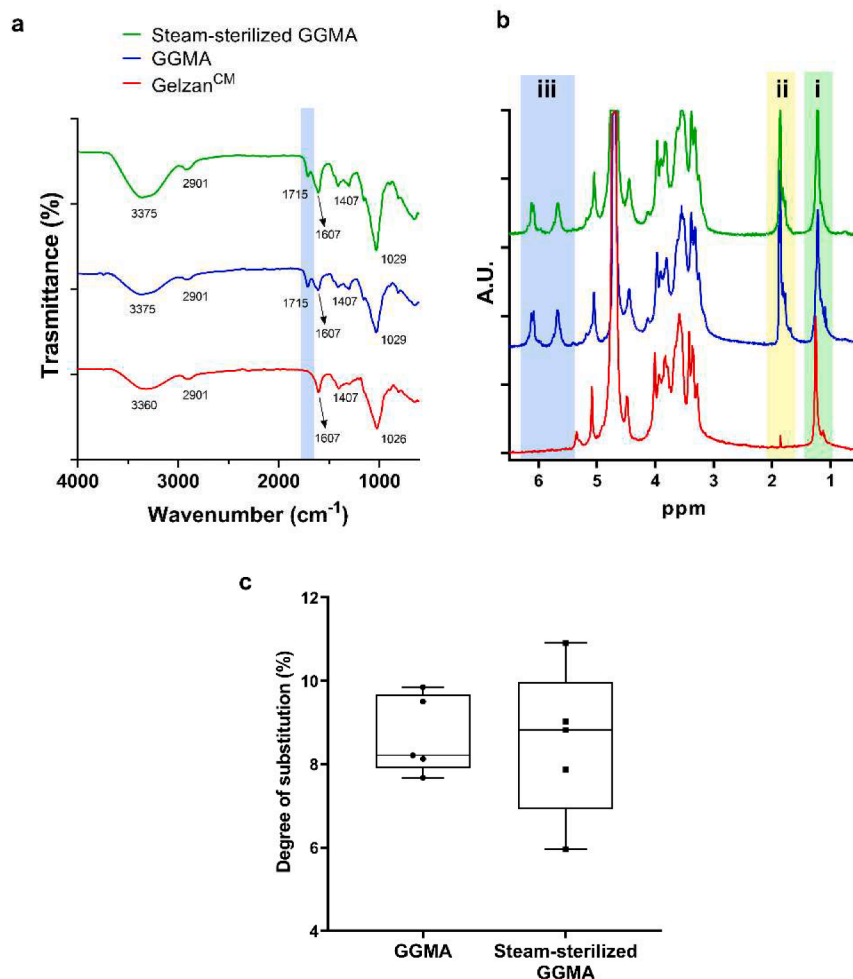 a
Steam-sterilized GGMA
GGMA
Gelzan^CM
Trasmittance (%)
3375
2901
1715
1607
1407
1029
3375
2901
1715
1607
1407
1029
3360
2901
1607
1407
1026
4000 3000 2000 1000
Wavenumber (cm^-1)
b
iii ii i
A.U.
6 5 4 3 2 1
ppm
c
Degree of substitution (%)
12
10
8
6
4
GGMA
Steam-sterilized
GGMA